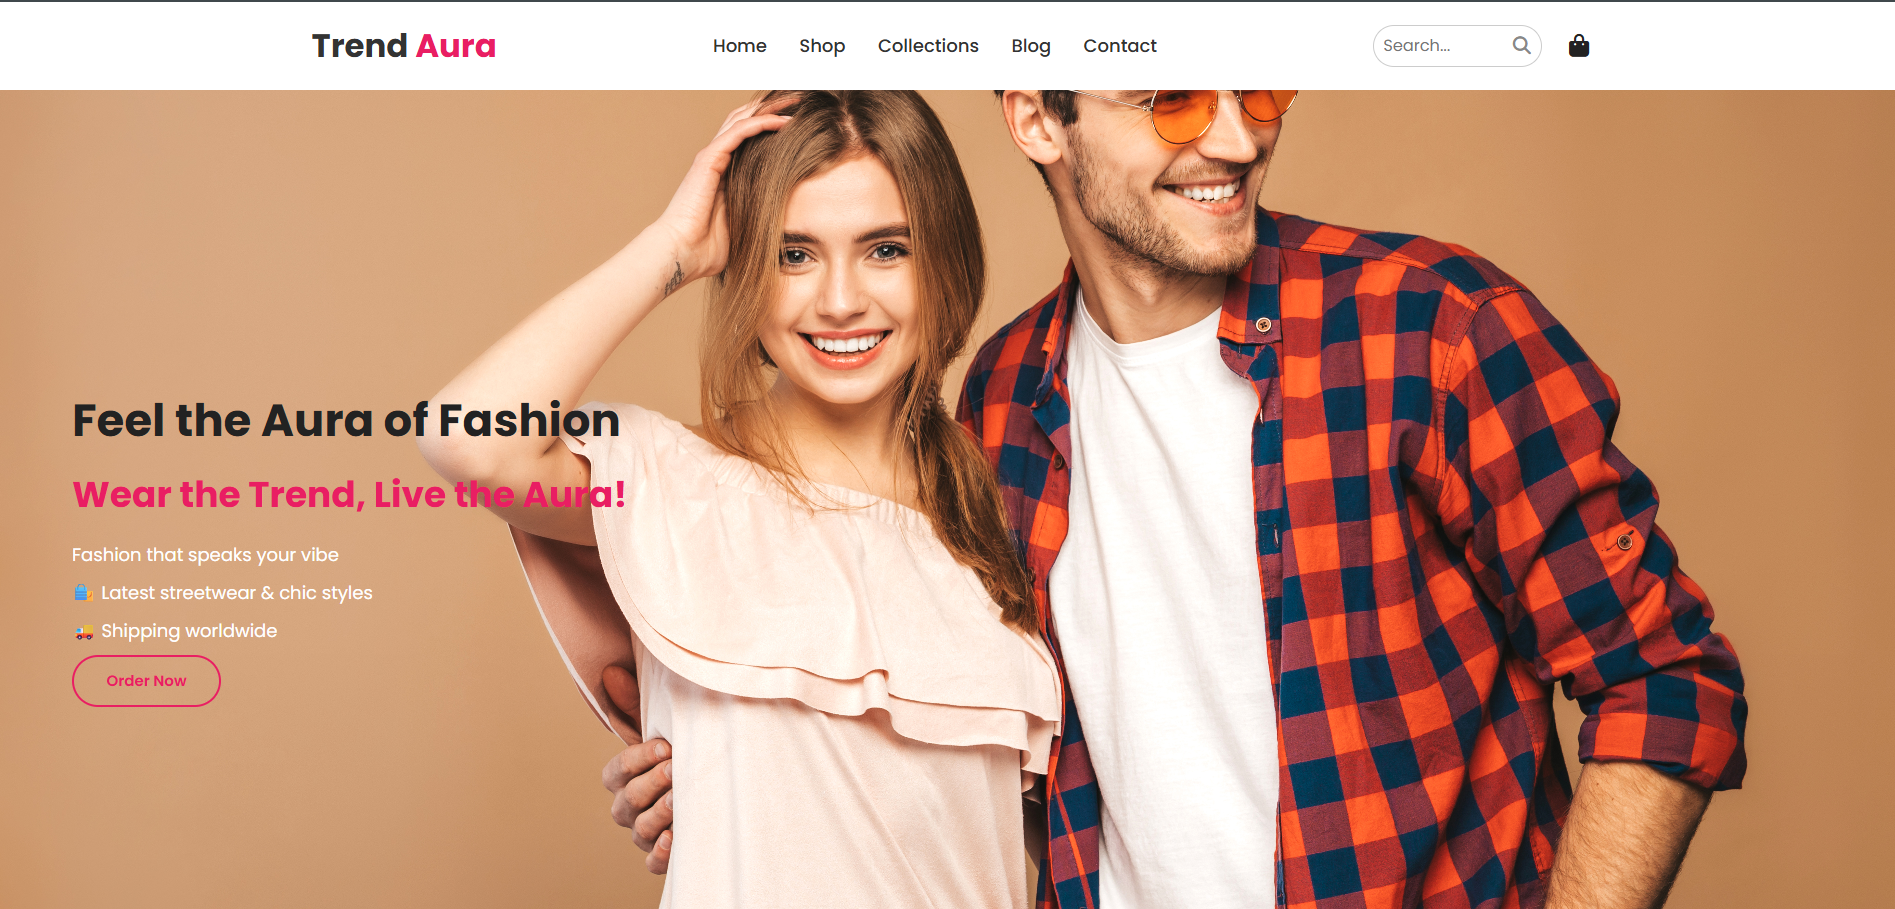 Trend Aura
Home Shop Collections Blog Contact
Search...
Feel the Aura of Fashion
Wear the Trend, Live the Aura!
Fashion that speaks your vibe
🛍️ Latest streetwear & chic styles
🚚 Shipping worldwide
Order Now